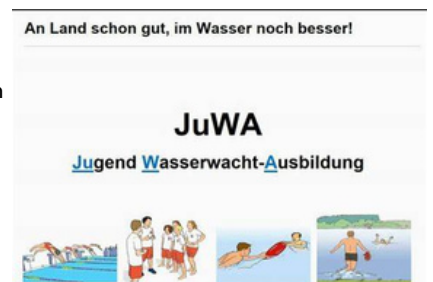 An Land schon gut, im Wasser noch besser!
JuWA
Jugend Wasserwacht-Ausbildung